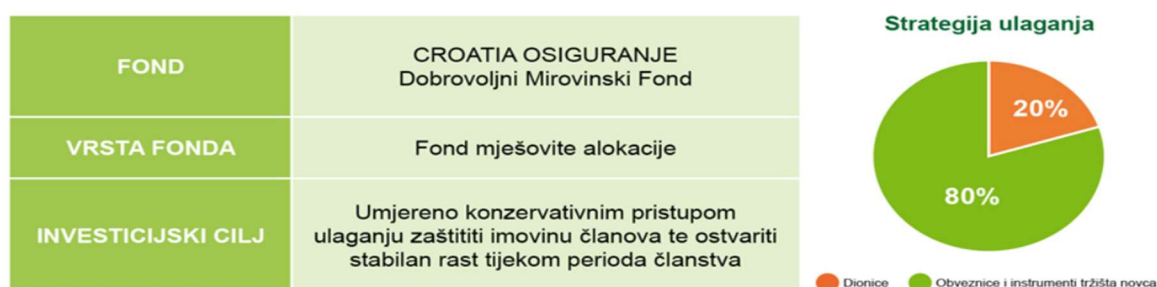 FOND
CROATIA OSIGURANJE
Dobrovoljni Mirovinski Fond
VRSTA FONDA
Fond mješovite alokacije
INVESTICIJSKI CILJ
Umjereno konzervativnim pristupom
ulaganju zaštititi imovinu članova te ostvariti
stabilan rast tijekom perioda članstva
Strategija ulaganja
20%
80%
Dionice
Obveznice i instrumenti tržišta novca